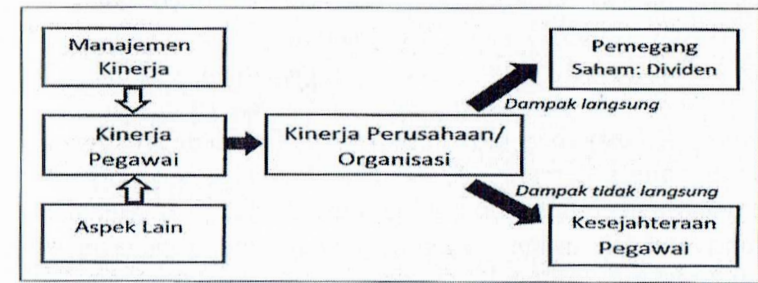 Manajemen
Kinerja
Kinerja
Pegawai
Aspek Lain
Kinerja Perusahaan/
Organisasi
Pemegang
Saham: Dividen
Dampak langsung
Dampak tidak langsung
Kesejahteraan
Pegawai